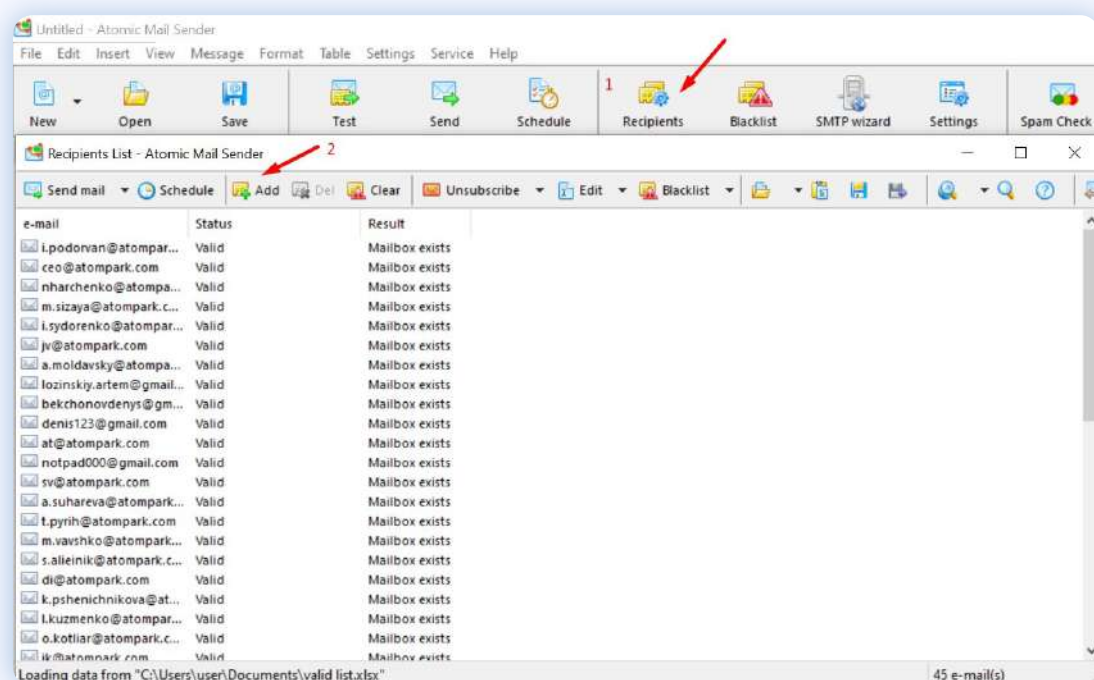 Untitled - Atomic Mail Sender
File Edit Insert View Message Format Table Settings Service Help
1
New Open Save Test Send Schedule Recipients Blacklist SMTP wizard Settings Spam Check
Recipients List - Atomic Mail Sender 2
Send mail Schedule Add Del Clear Unsubscribe Edit Blacklist
e-mail Status Result
i.podorvan@atompar... Valid Mailbox exists
ceo@atompark.com Valid Mailbox exists
nharchenko@atompa... Valid Mailbox exists
m.sizaya@atompark.c... Valid Mailbox exists
i.sydorenko@atompar... Valid Mailbox exists
jv@atompark.com Valid Mailbox exists
a.moldavsky@atompa... Valid Mailbox exists
lozinskiy.artem@gmail... Valid Mailbox exists
bekchonovdenys@gm... Valid Mailbox exists
denis123@gmail.com Valid Mailbox exists
at@atompark.com Valid Mailbox exists
notpad000@gmail.com Valid Mailbox exists
sv@atompark.com Valid Mailbox exists
a.suhareva@atompark... Valid Mailbox exists
t.pyrih@atompark.com Valid Mailbox exists
m.vavshko@atompark... Valid Mailbox exists
s.alieinik@atompark.c... Valid Mailbox exists
di@atompark.com Valid Mailbox exists
k.pshenichnikova@at... Valid Mailbox exists
l.kuzmenko@atompar... Valid Mailbox exists
o.kotliar@atompark.c... Valid Mailbox exists
ik@atompark.com Valid Mailbox exists
Loading data from "C:\Users\user\Documents\valid list.xlsx" 45 e-mail(s)